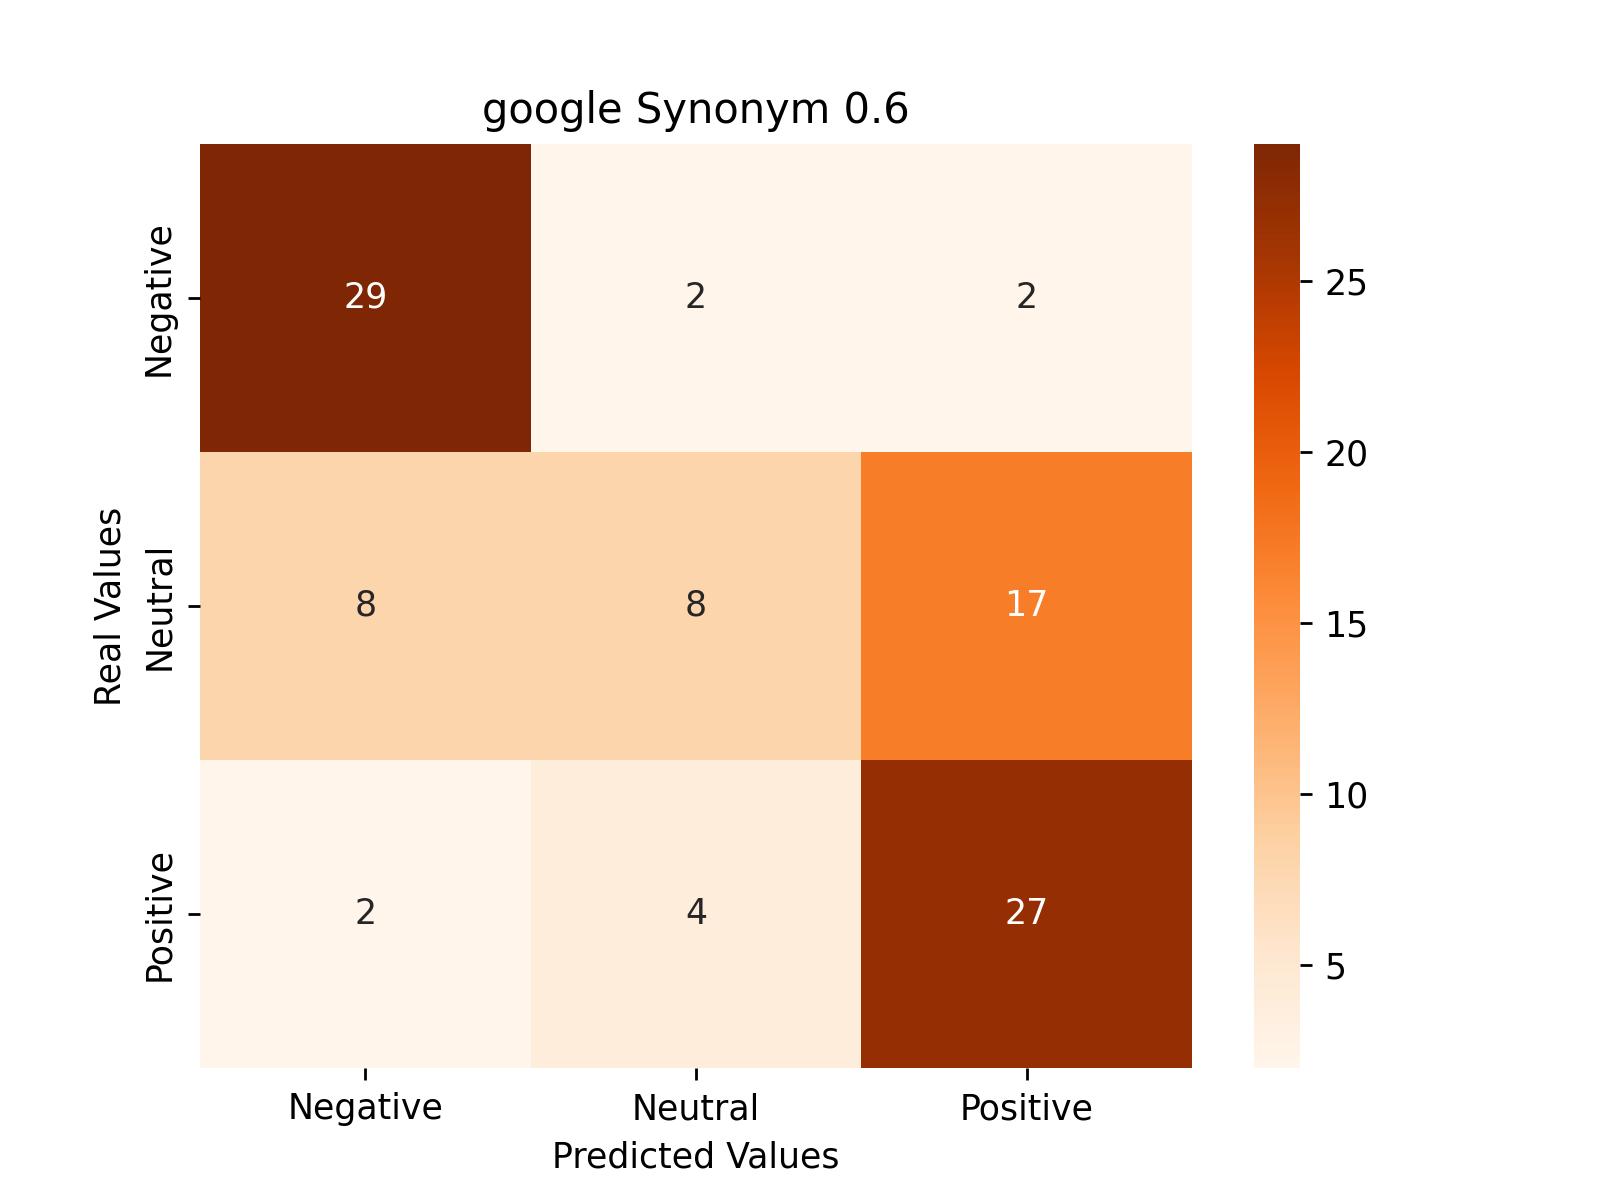 google Synonym 0.6
Real Values
Negative
29 2 2
Neutral
8 8 17
Positive
2 4 27
Negative Neutral Positive
Predicted Values
25
20
15
10
5